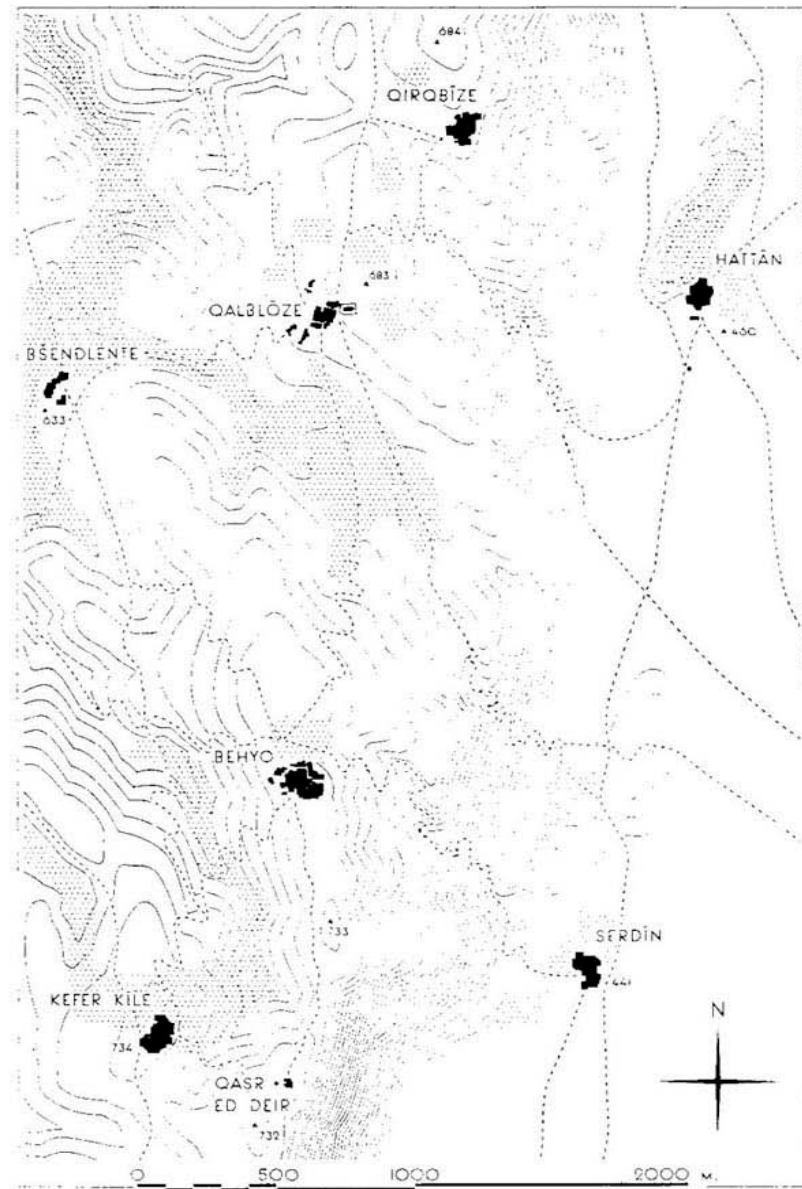 684
QIRQBÎZE
HATTÂN
683
QALBLÔZE
460
BŠENDLENTE
633
BEHYO
733
SERDÎN
441
KEFER KÎLE
734
N
QASR
ED DEIR
732
0 500 1000 2000 M.